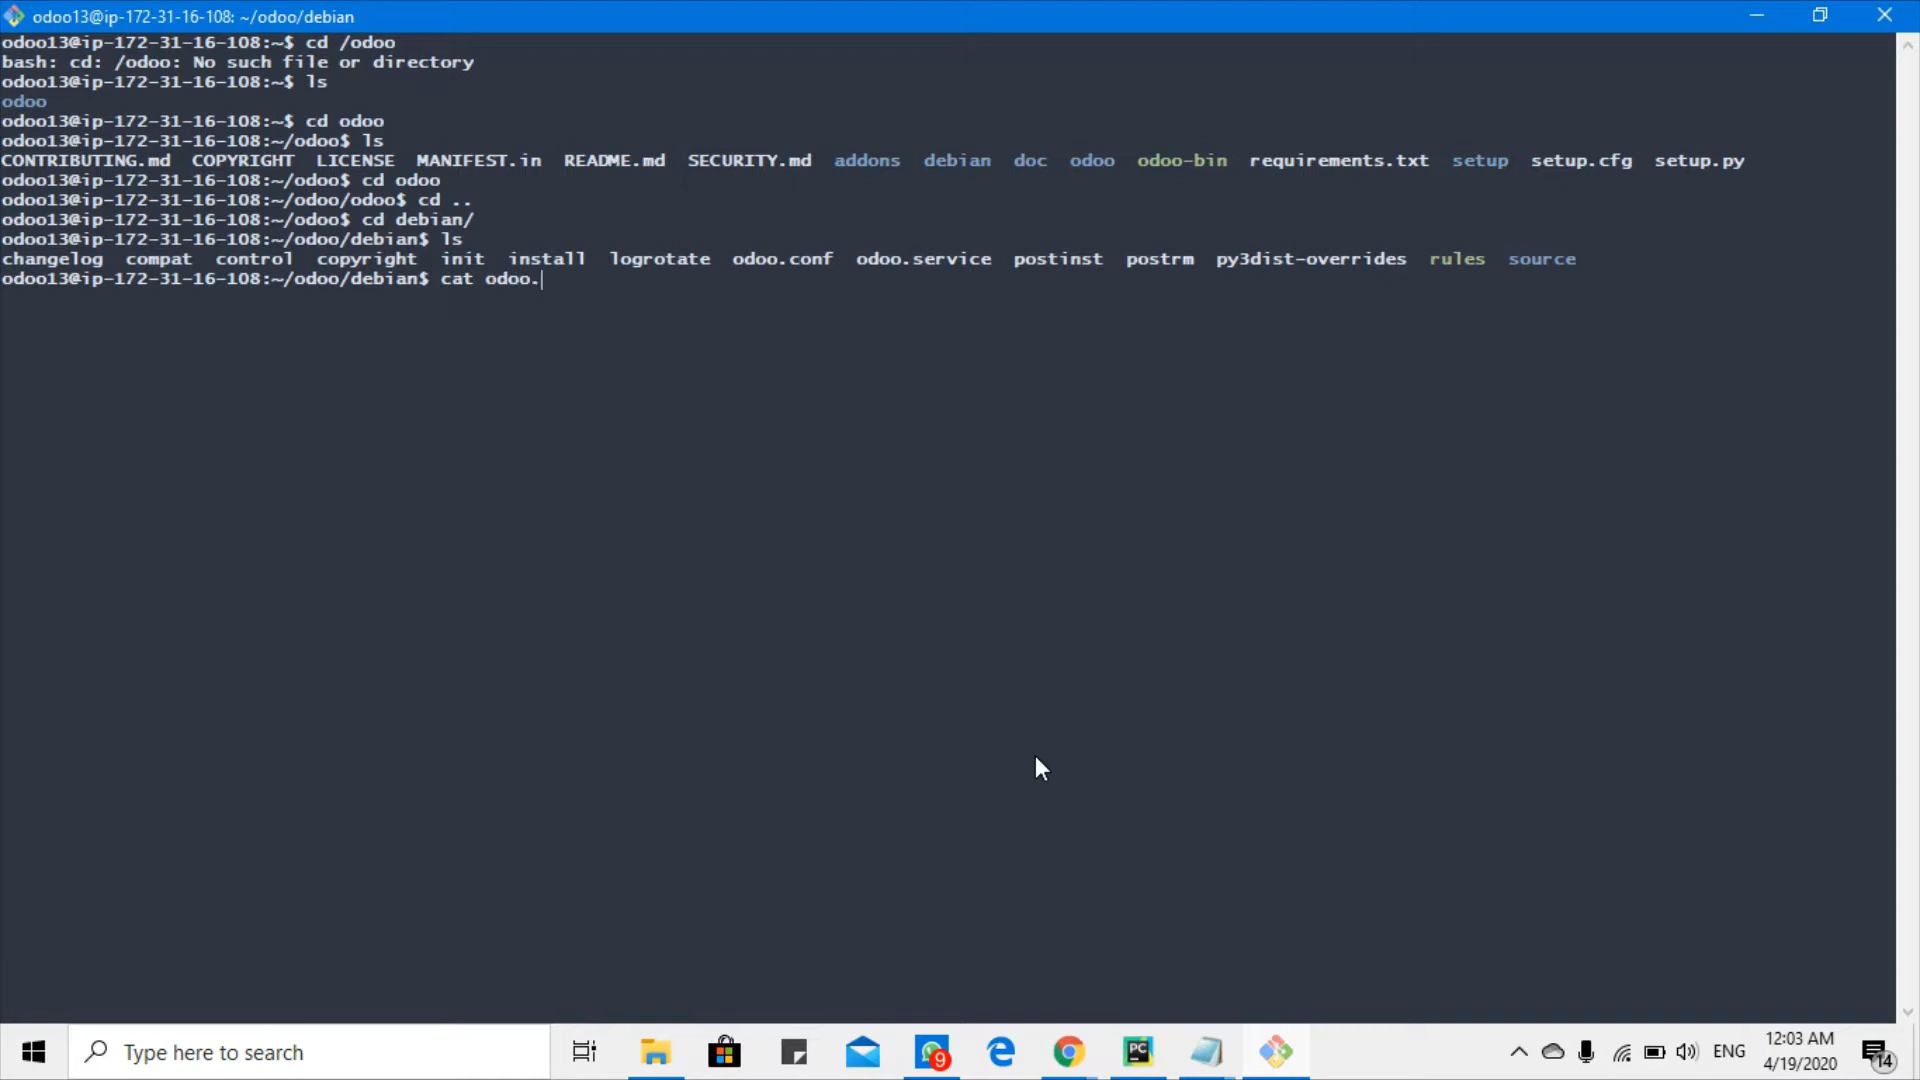 odoo13@ip-172-31-16-108: ~/odoo/debian
odoo13@ip-172-31-16-108:~$ cd /odoo
bash: cd: /odoo: No such file or directory
odoo13@ip-172-31-16-108:~$ ls
odoo
odoo13@ip-172-31-16-108:~$ cd odoo
odoo13@ip-172-31-16-108:~/odoo$ ls
CONTRIBUTING.md COPYRIGHT LICENSE MANIFEST.in README.md SECURITY.md addons debian doc odoo odoo-bin requirements.txt setup setup.cfg setup.py
odoo13@ip-172-31-16-108:~/odoo$ cd odoo
odoo13@ip-172-31-16-108:~/odoo/odoo$ cd ..
odoo13@ip-172-31-16-108:~/odoo$ cd debian/
odoo13@ip-172-31-16-108:~/odoo/debian$ ls
changelog compat control copyright init install logrotate odoo.conf odoo.service postinst postrm py3dist-overrides rules source
odoo13@ip-172-31-16-108:~/odoo/debian$ cat odoo.
Type here to search
9
PC
ENG
12:03 AM
4/19/2020
14